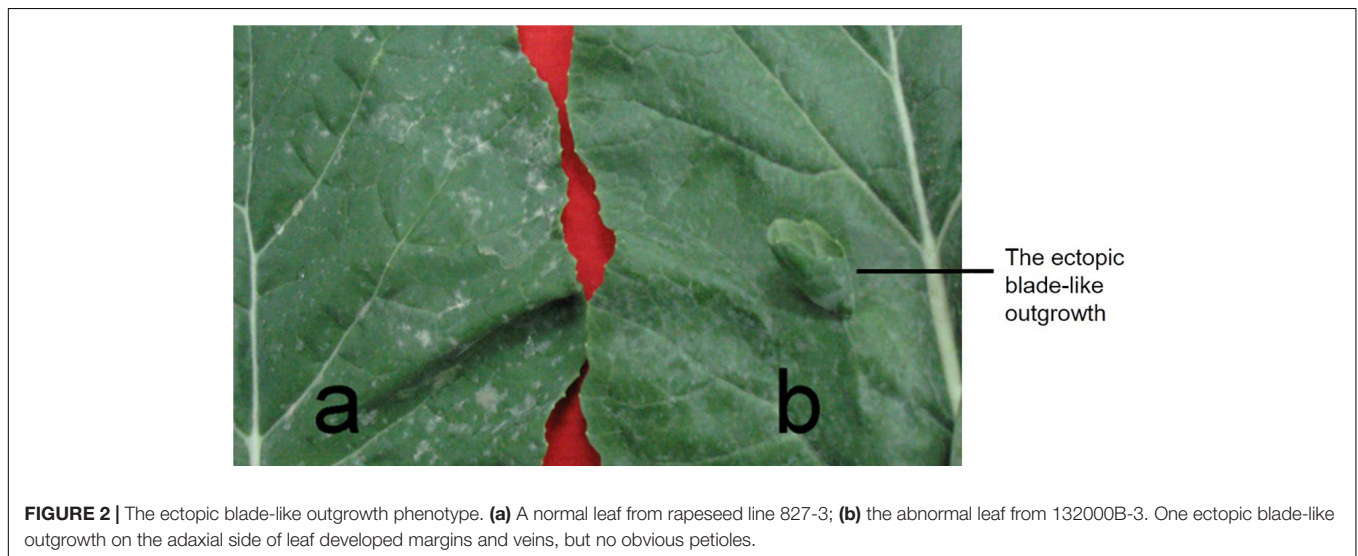 The ectopic
blade-like
outgrowth
a
b
FIGURE 2 | The ectopic blade-like outgrowth phenotype. (a) A normal leaf from rapeseed line 827-3; (b) the abnormal leaf from 132000B-3. One ectopic blade-like
outgrowth on the adaxial side of leaf developed margins and veins, but no obvious petioles.